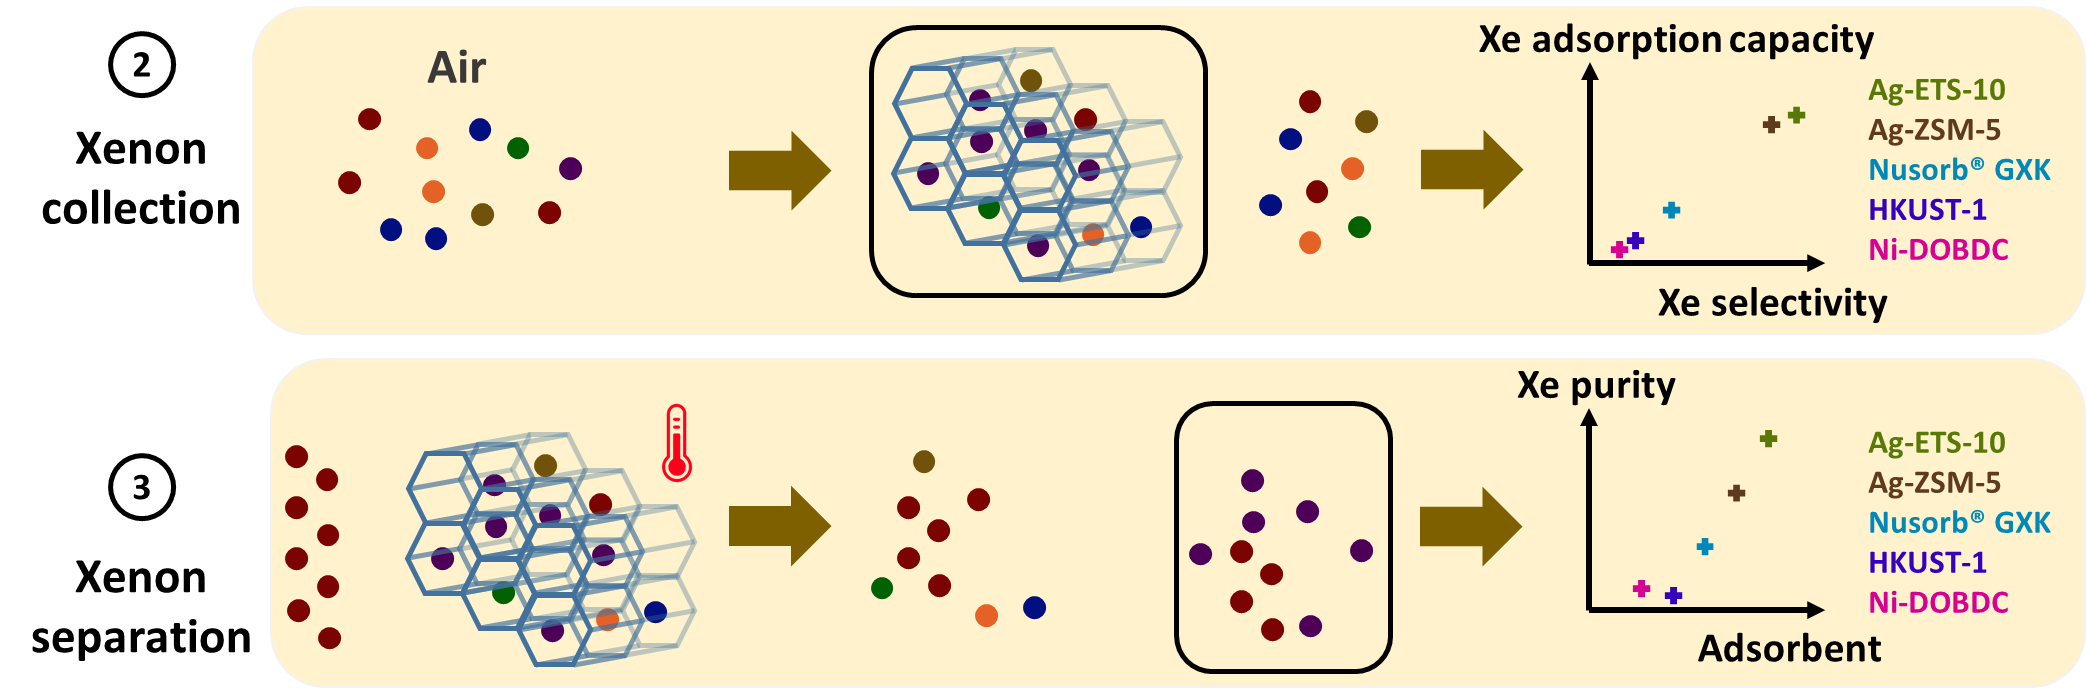 2
Xenon
collection
Air
Xe adsorption capacity
Ag-ETS-10
Ag-ZSM-5
Nusorb® GXK
HKUST-1
Ni-DOBDC
Xe selectivity
3
Xenon
separation
Xe purity
Ag-ETS-10
Ag-ZSM-5
Nusorb® GXK
HKUST-1
Ni-DOBDC
Adsorbent